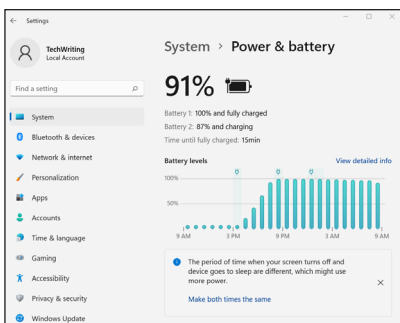 Settings
TechWriting
Local Account
Find a setting
System
Bluetooth & devices
Network & internet
Personalization
Apps
Accounts
Time & language
Gaming
Accessibility
Privacy & security
Windows Update
System > Power & battery
91%
Battery 1: 100% and fully charged
Battery 2: 87% and charging
Time until fully charged: 15min
Battery levels View detailed info
100%
50%
9 AM 3 PM 9 PM 3 AM 9 AM
The period of time when your screen turns off and
device goes to sleep are different, which might use
more power.
Make both times the same